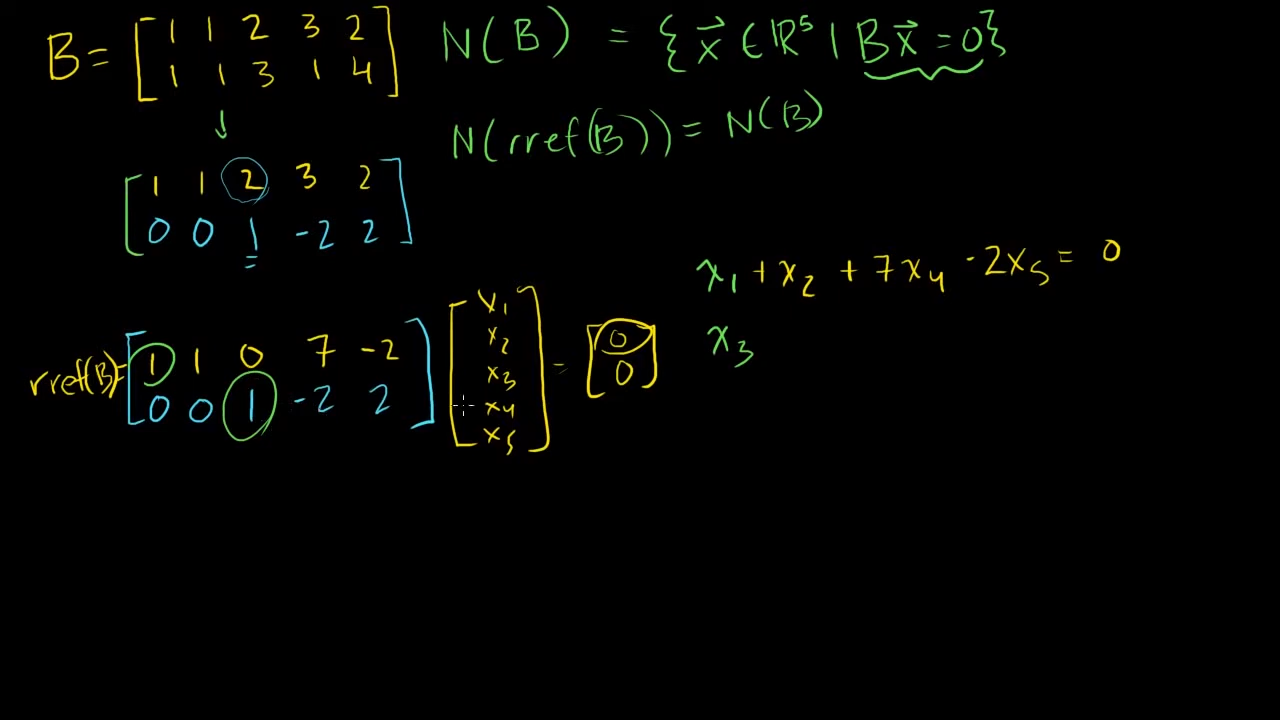 B = [ 1 1 2 3 2 N(B) = { x⃗ ∈ ℝ⁵ | Bx⃗ = 0 }
1 1 3 1 4 ]
↓ N(rref(B)) = N(B)
[ 1 1 2 3 2
0 0 1 -2 2 ]
x₁ + x₂ + 7x₄ - 2x₅ = 0
x₃
rref(B) = [ 1 1 0 7 -2
0 0 1 -2 2 ]
[ x₁
x₂
x₃
x₄
x₅ ]
= [ 0
0 ]